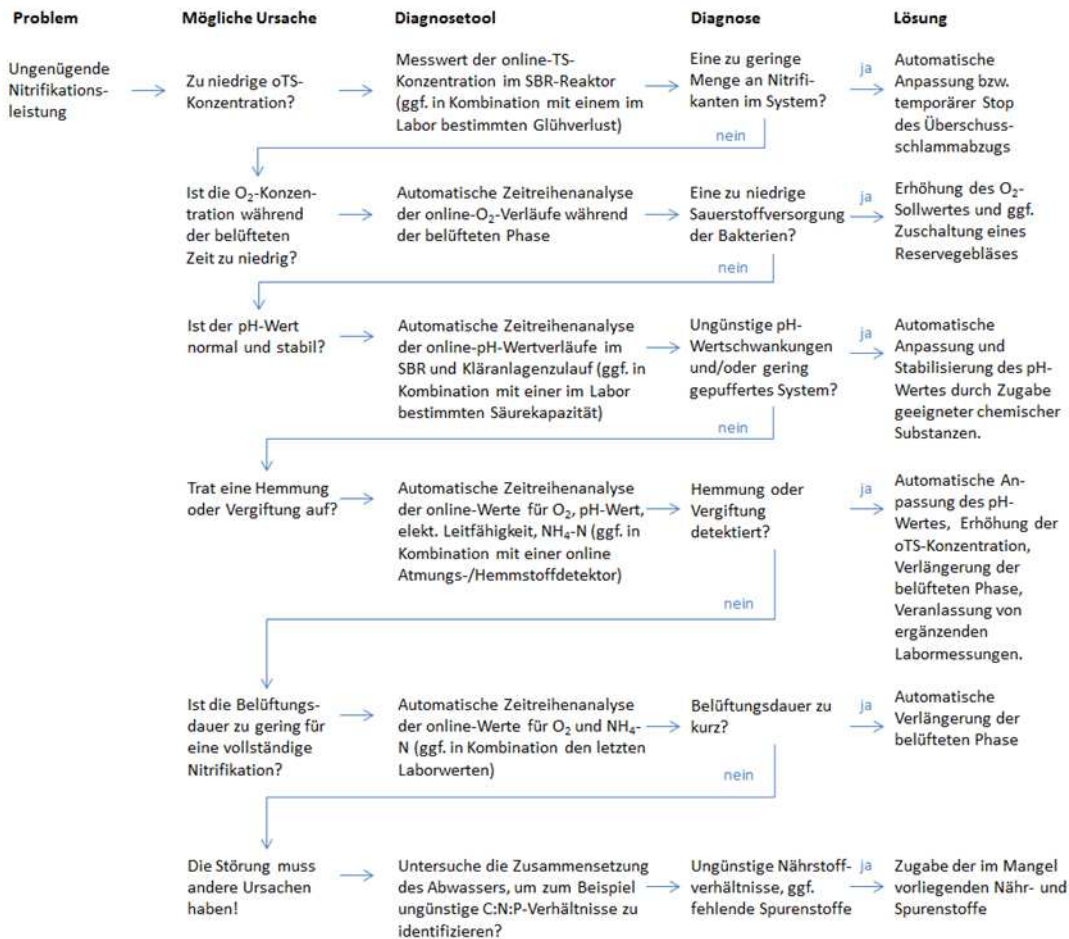 Problem
Mögliche Ursache
Diagnosetool
Diagnose
Lösung
Ungenügende
Nitrifikations-
leistung
Zu niedrige oTS-
Konzentration?
Messwert der online-TS-
Konzentration im SBR-Reaktor
(ggf. in Kombination mit einem im
Labor bestimmten Glühverlust)
Eine zu geringe
Menge an Nitrifi-
kanten im System?
ja
nein
Automatische
Anpassung bzw.
temporärer Stop
des Überschuss-
schlammabzugs
Ist die O₂-Konzen-
tration während
der belüfteten
Zeit zu niedrig?
Automatische Zeitreihenanalyse
der online-O₂-Verläufe während
der belüfteten Phase
Eine zu niedrige
Sauerstoffversorgung
der Bakterien?
ja
nein
Erhöhung des O₂-
Sollwertes und ggf.
Zuschaltung eines
Reservegebläses
Ist der pH-Wert
normal und stabil?
Automatische Zeitreihenanalyse
der online-pH-Wertverläufe im
SBR und Kläranlagenzulauf (ggf. in
Kombination mit einer im Labor
bestimmten Säurekapazität)
Ungünstige pH-
Wertschwankungen
und/oder gering
gepuffertes System?
ja
nein
Automatische
Anpassung und
Stabilisierung des pH-
Wertes durch Zugabe
geeigneter chemischer
Substanzen.
Trat eine Hemmung
oder Vergiftung auf?
Automatische Zeitreihenanalyse
der online-Werte für O₂, pH-Wert,
elekt. Leitfähigkeit, NH₄-N (ggf. in
Kombination mit einer online
Atmungs-/Hemmstoffdetektor)
Hemmung oder
Vergiftung
detektiert?
ja
nein
Automatische An-
passung des pH-
Wertes, Erhöhung der
oTS-Konzentration,
Verlängerung der
belüfteten Phase,
Veranlassung von
ergänzenden
Labormessungen.
Ist die Belüftungs-
dauer zu gering für
eine vollständige
Nitrifikation?
Automatische Zeitreihenanalyse
der online-Werte für O₂ und NH₄-
N (ggf. in Kombination den letzten
Laborwerten)
Belüftungsdauer zu
kurz?
ja
nein
Automatische
Verlängerung der
belüfteten Phase
Die Störung muss
andere Ursachen
haben!
Untersuche die Zusammensetzung
des Abwassers, um zum Beispiel
ungünstige C:N:P-Verhältnisse zu
identifizieren?
Ungünstige Nährstoff-
verhältnisse, ggf.
fehlende Spurenstoffe
ja
Zugabe der im Mangel
vorliegenden Nähr- und
Spurenstoffe